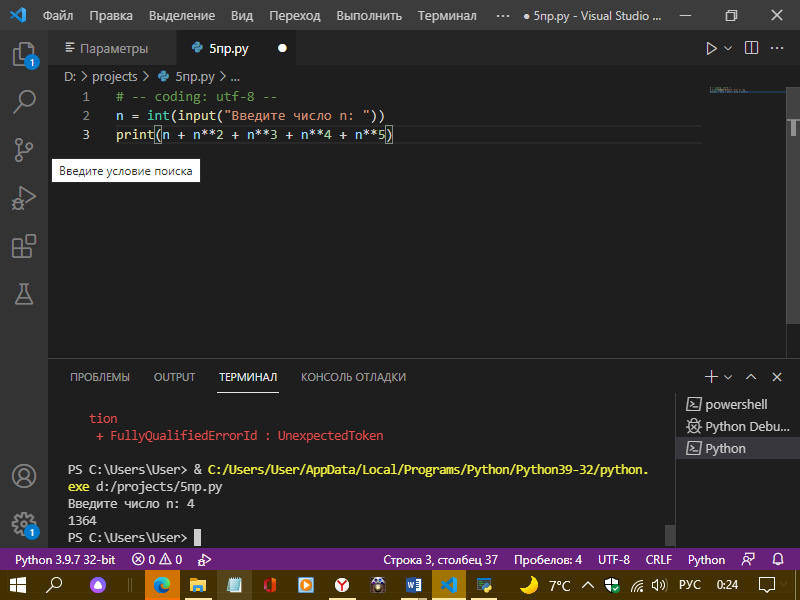 Файл Правка Выделение Вид Переход Выполнить Терминал ··· ● 5пр.py - Visual Studio ...
Параметры 5пр.py ●
D: > projects > 5пр.py > ...
1 # -- coding: utf-8 --
2 n = int(input("Введите число n: "))
3 print(n + n**2 + n**3 + n**4 + n**5)
Введите условие поиска
1
ПРОБЛЕМЫ OUTPUT ТЕРМИНАЛ КОНСОЛЬ ОТЛАДКИ
tion
+ FullyQualifiedErrorId : UnexpectedToken
PS C:\Users\User> & C:/Users/User/AppData/Local/Programs/Python/Python39-32/python.
exe d:/projects/5пр.py
Введите число n: 4
1364
PS C:\Users\User>
powershell
Python Debu...
Python
1
Python 3.9.7 32-bit 0 0 Строка 3, столбец 37 Пробелов: 4 UTF-8 CRLF Python
7°C РУС 0:24